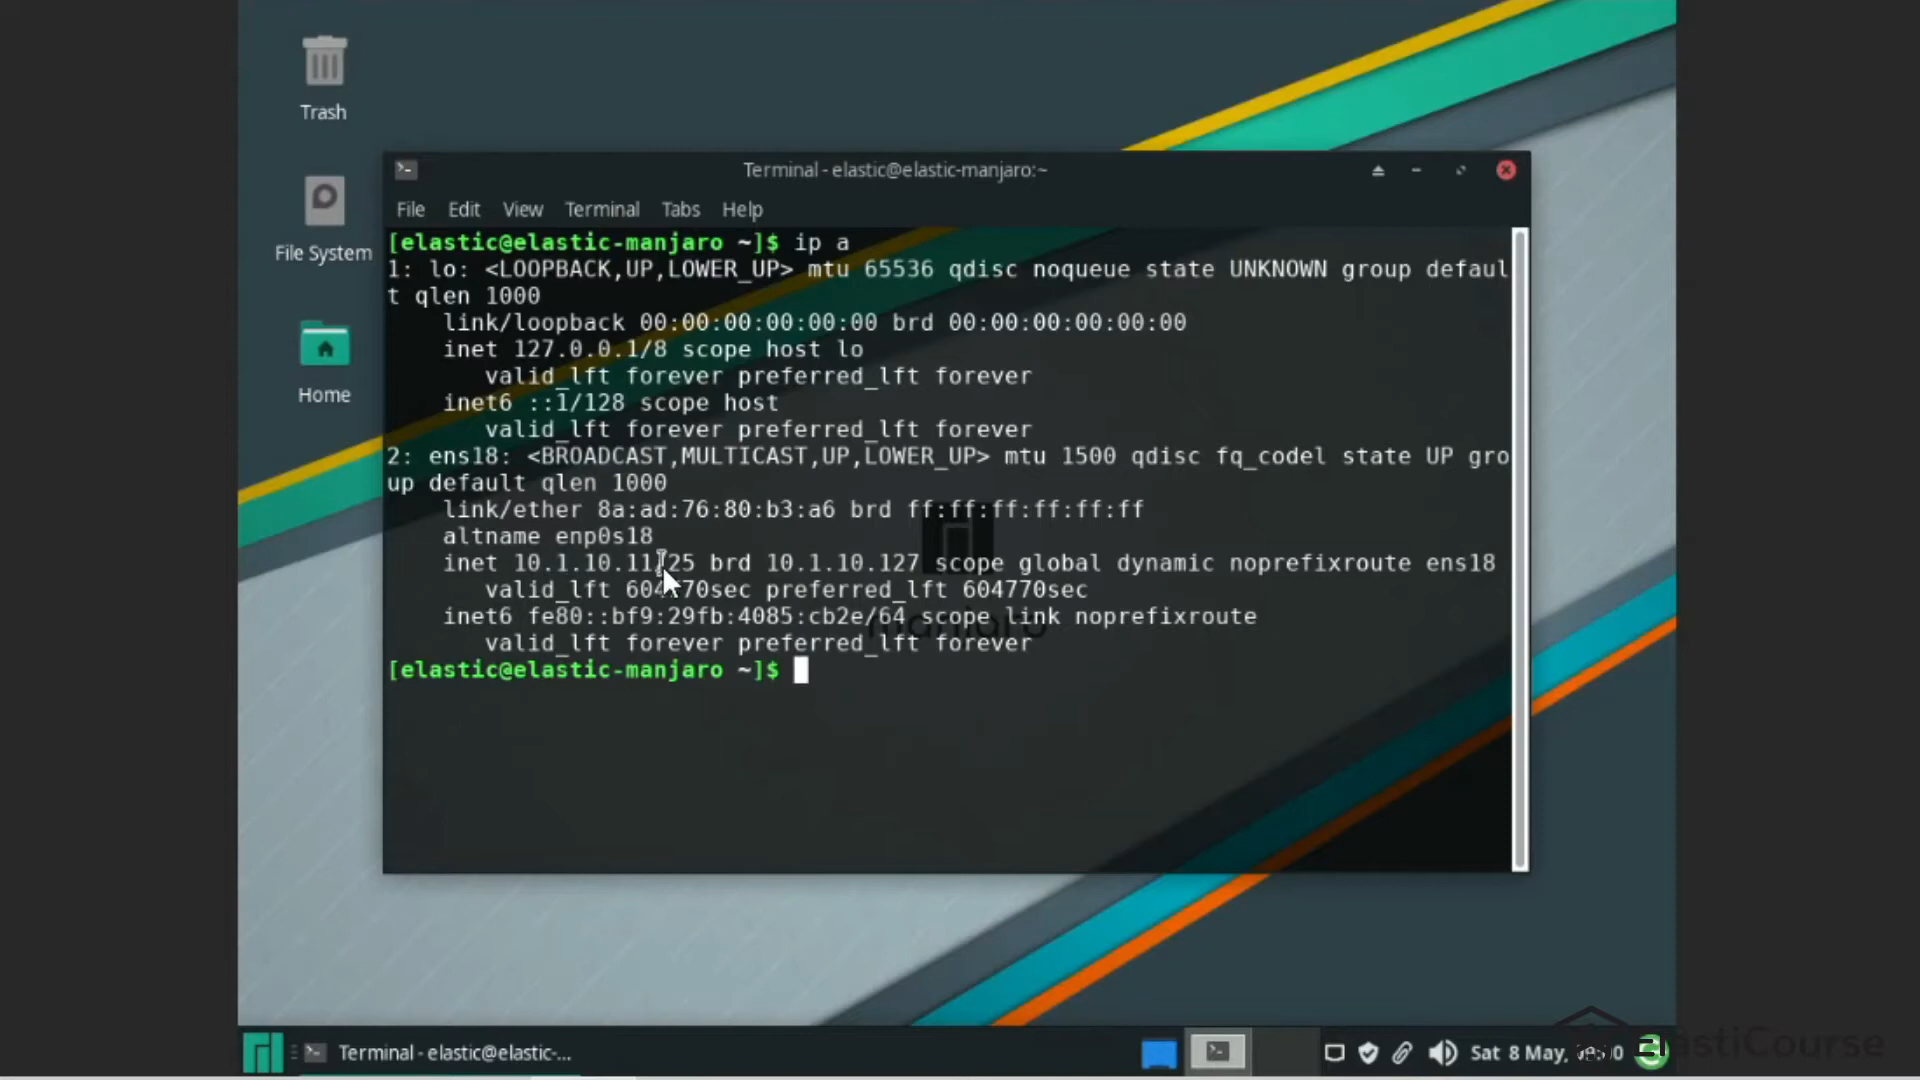 Trash
File System
Home
Terminal - elastic@elastic-manjaro:~
File Edit View Terminal Tabs Help
[elastic@elastic-manjaro ~]$ ip a
1: lo: <LOOPBACK,UP,LOWER_UP> mtu 65536 qdisc noqueue state UNKNOWN group defaul
t qlen 1000
link/loopback 00:00:00:00:00:00 brd 00:00:00:00:00:00
inet 127.0.0.1/8 scope host lo
valid_lft forever preferred_lft forever
inet6 ::1/128 scope host
valid_lft forever preferred_lft forever
2: ens18: <BROADCAST,MULTICAST,UP,LOWER_UP> mtu 1500 qdisc fq_codel state UP gro
up default qlen 1000
link/ether 8a:ad:76:80:b3:a6 brd ff:ff:ff:ff:ff:ff
altname enp0s18
inet 10.1.10.11/25 brd 10.1.10.127 scope global dynamic noprefixroute ens18
valid_lft 604770sec preferred_lft 604770sec
inet6 fe80::bf9:29fb:4085:cb2e/64 scope link noprefixroute
valid_lft forever preferred_lft forever
[elastic@elastic-manjaro ~]$
manjaro
Terminal - elastic@elastic-...
Sat 8 May,
ElastiCourse